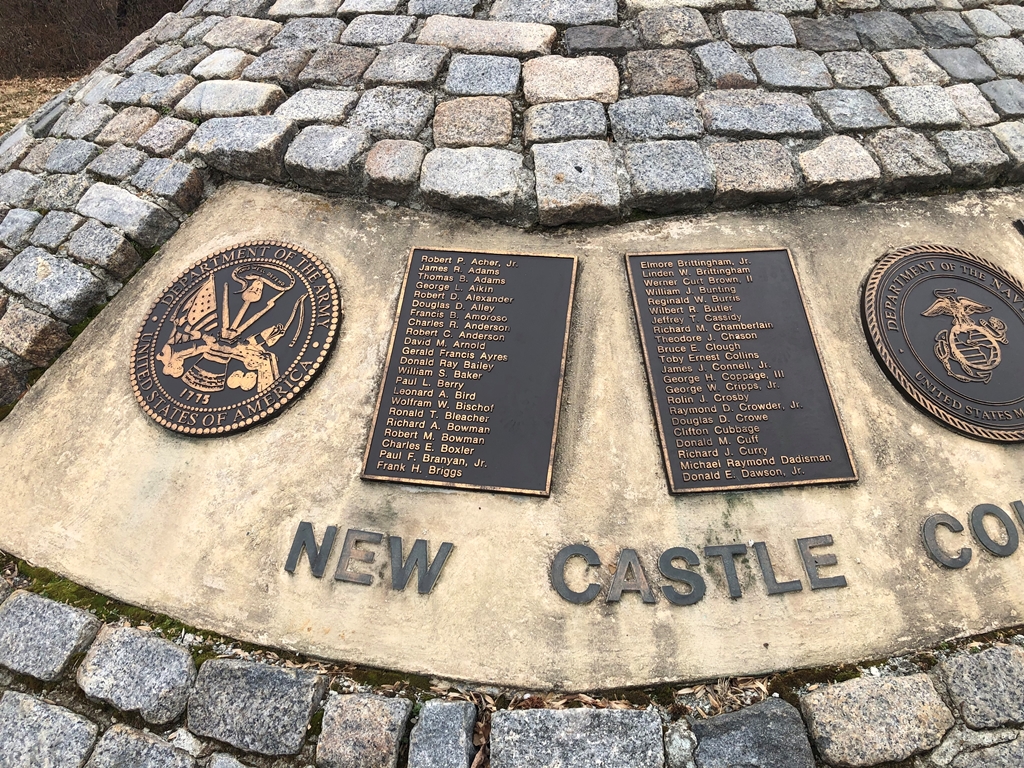 DEPARTMENT OF THE ARMY
UNITED STATES OF AMERICA
1775
Robert P. Acher, Jr.
James R. Adams
Thomas B. Adams
George L. Aikin
Robert D. Alexander
Douglas D. Alley
Francis B. Amoroso
Charles R. Anderson
Robert C. Anderson
David M. Arnold
Gerald Francis Ayres
Donald Ray Bailey
William S. Baker
Paul L. Berry
Leonard A. Bird
Wolfram W. Bischof
Ronald T. Bleacher
Richard A. Bowman
Robert M. Bowman
Charles E. Boxler
Paul F. Branyan, Jr.
Frank H. Briggs
Elmore Brittingham, Jr.
Linden W. Brittingham
Werner Curt Brown, II
William J. Bunting
Reginald W. Burris
Wilbert R. Butler
Jeffrey T. Cassidy
Richard M. Chamberlain
Theodore J. Chason
Bruce E. Clough
Toby Ernest Collins
James J. Connell, Jr.
George H. Coppage, III
George W. Cripps, Jr.
Rolin J. Crosby
Raymond D. Crowder, Jr.
Douglas D. Crowe
Clifton Cubbage
Donald M. Cuff
Richard J. Curry
Michael Raymond Dadisman
Donald E. Dawson, Jr.
DEPARTMENT OF THE NAV
UNITED STATES M
NEW CASTLE COU